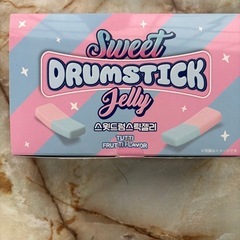 Sweet
DRUMSTICK
Jelly
스윗드럼스틱젤리
TUTTI
FRUTTI FLAVOR